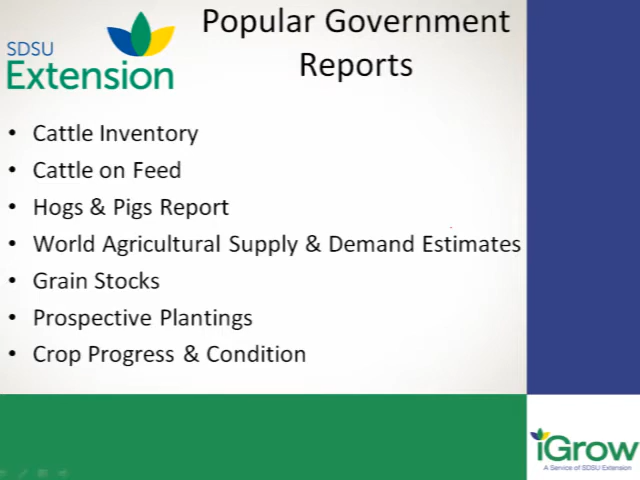 Popular Government
Reports
SDSU
Extension
• Cattle Inventory
• Cattle on Feed
• Hogs & Pigs Report
• World Agricultural Supply & Demand Estimates
• Grain Stocks
• Prospective Plantings
• Crop Progress & Condition
iGrow
A Service of SDSU Extension